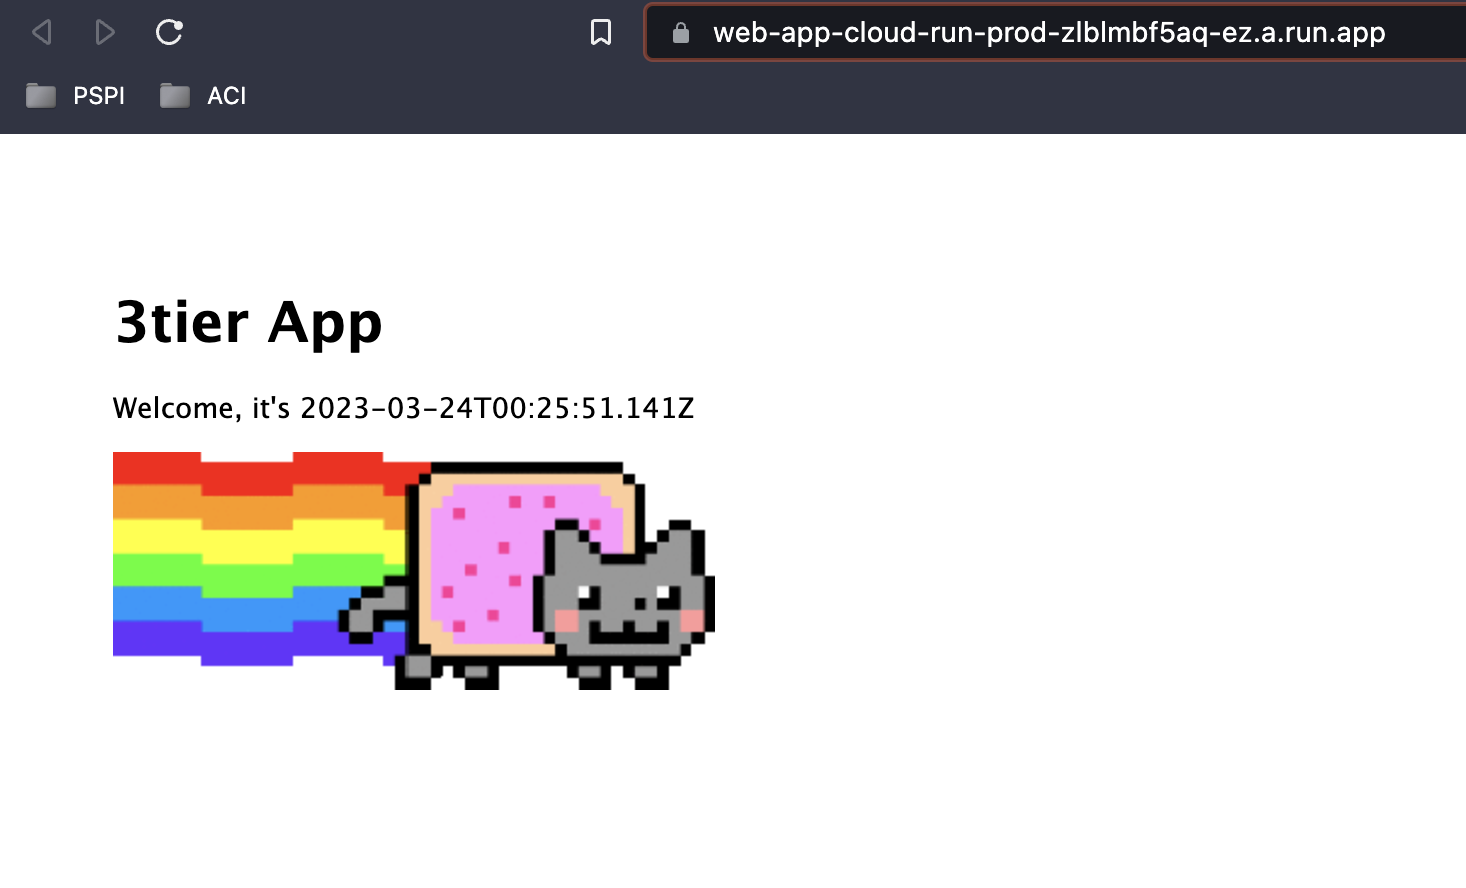 web-app-cloud-run-prod-zlblmbf5aq-ez.a.run.app
PSPI ACI
3tier App
Welcome, it's 2023-03-24T00:25:51.141Z